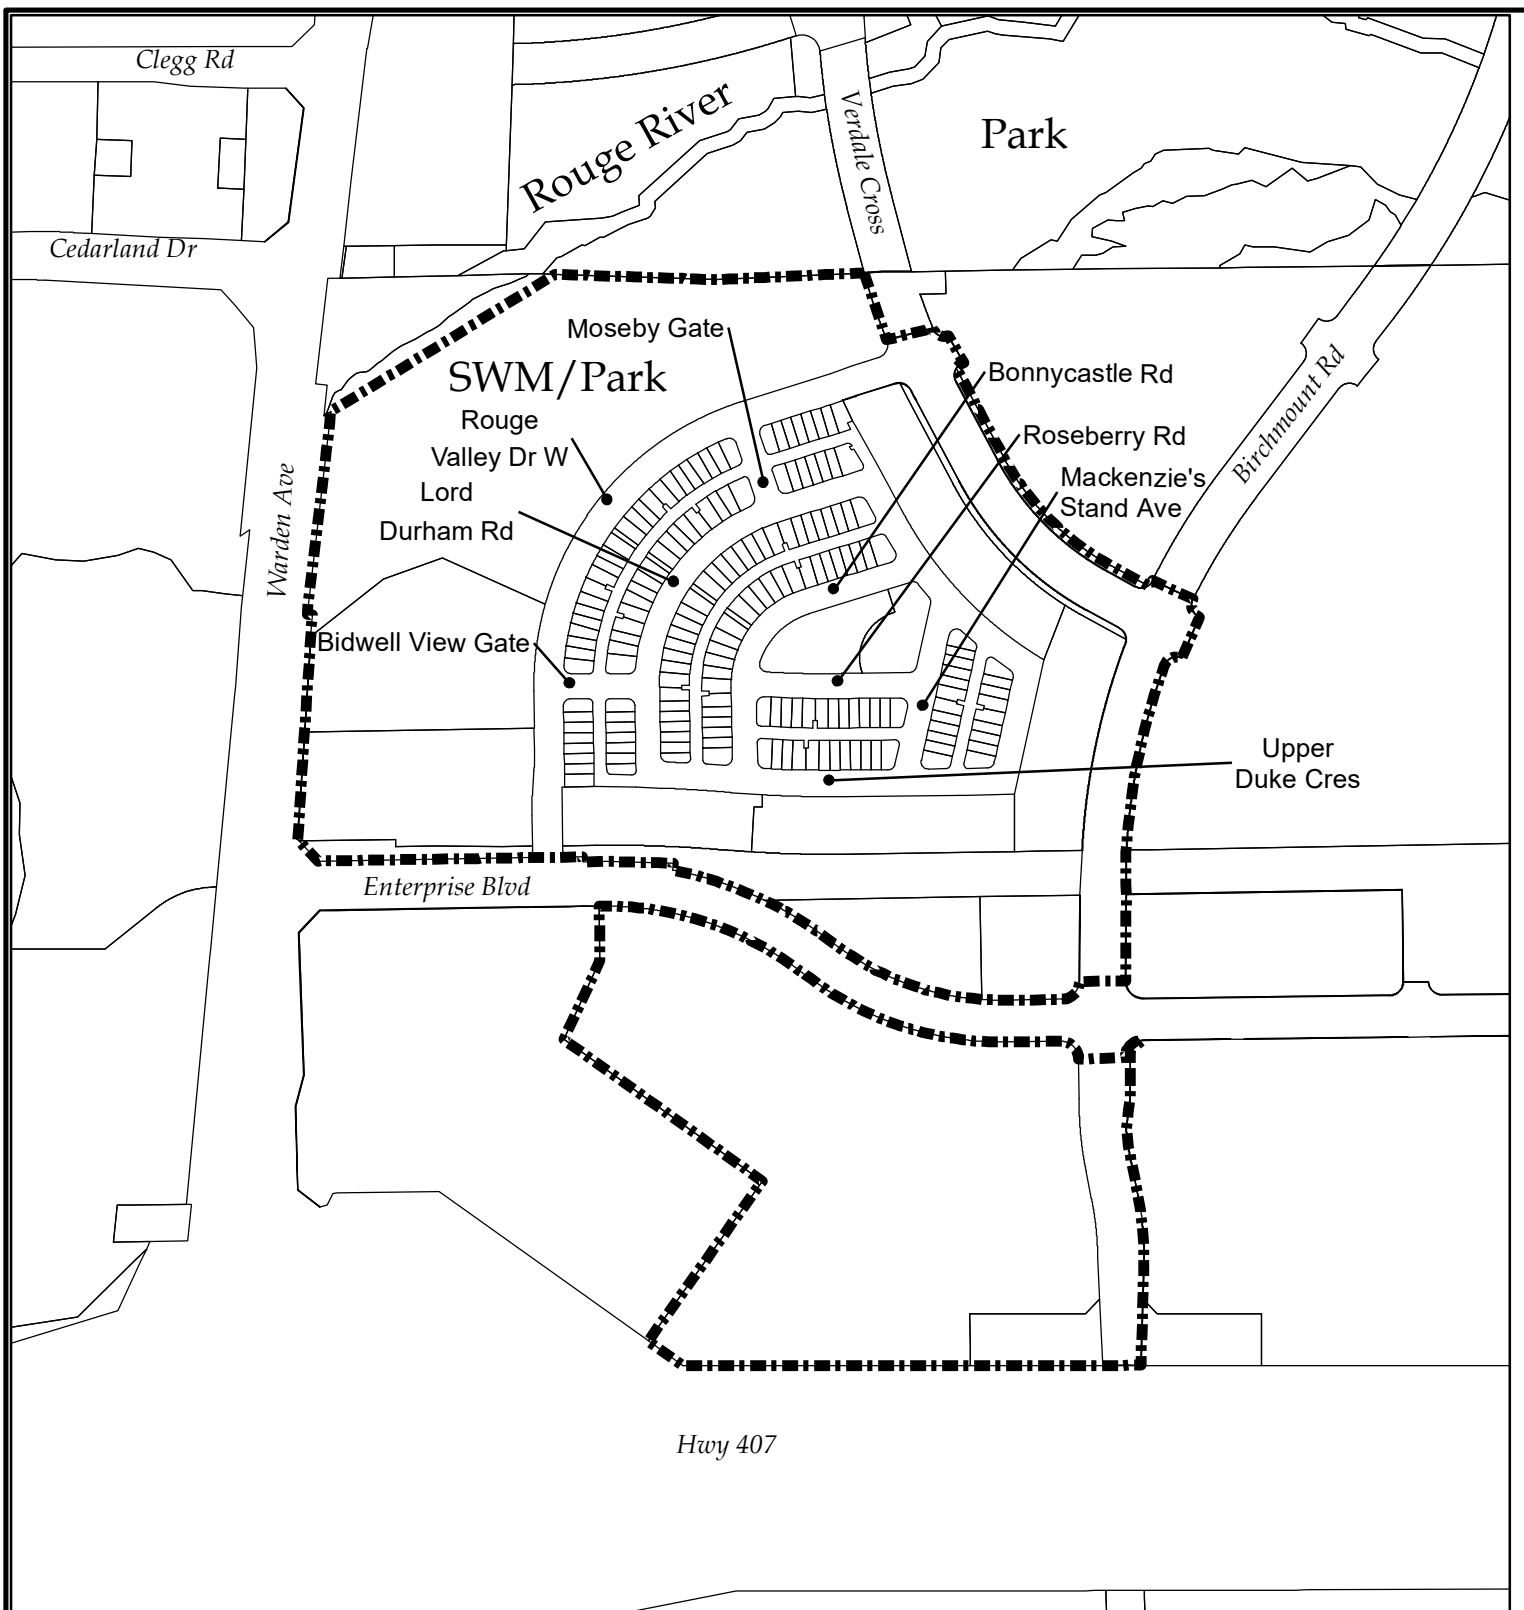 Clegg Rd
Rouge River
Verdale Cross
Park
Cedarland Dr
Moseby Gate
SWM/Park
Bonnycastle Rd
Rouge
Valley Dr W
Roseberry Rd
Birchmount Rd
Warden Ave
Lord
Durham Rd
Mackenzie's
Stand Ave
Bidwell View Gate
Upper
Duke Cres
Enterprise Blvd
Hwy 407